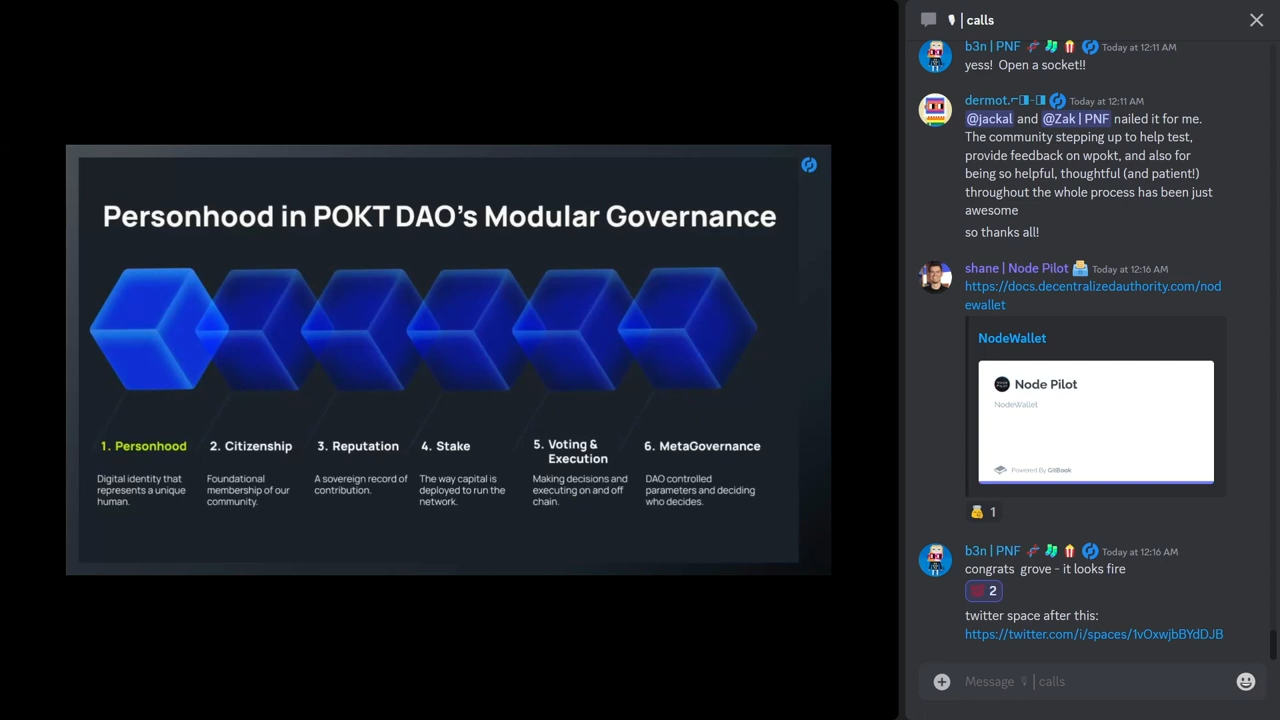 Personhood in POKT DAO's Modular Governance
1. Personhood
Digital identity that
represents a unique
human.
2. Citizenship
Foundational
membership of our
community.
3. Reputation
A sovereign record of
contribution.
4. Stake
The way capital is
deployed to run the
network.
5. Voting &
Execution
Making decisions and
executing on and off
chain.
6. MetaGovernance
DAO controlled
parameters and deciding
who decides.
calls
b3n | PNF Today at 12:11 AM
yess! Open a socket!!
dermot. Today at 12:11 AM
@jackal and @Zak | PNF nailed it for me.
The community stepping up to help test,
provide feedback on wpokt, and also for
being so helpful, thoughtful (and patient!)
throughout the whole process has been just
awesome
so thanks all!
shane | Node Pilot Today at 12:16 AM
https://docs.decentralizedauthority.com/nod
ewallet
NodeWallet
Node Pilot
NodeWallet
Powered By GitBook
1
b3n | PNF Today at 12:16 AM
congrats grove - it looks fire
2
twitter space after this:
https://twitter.com/i/spaces/1vOxwjbBYdDJB
Message calls